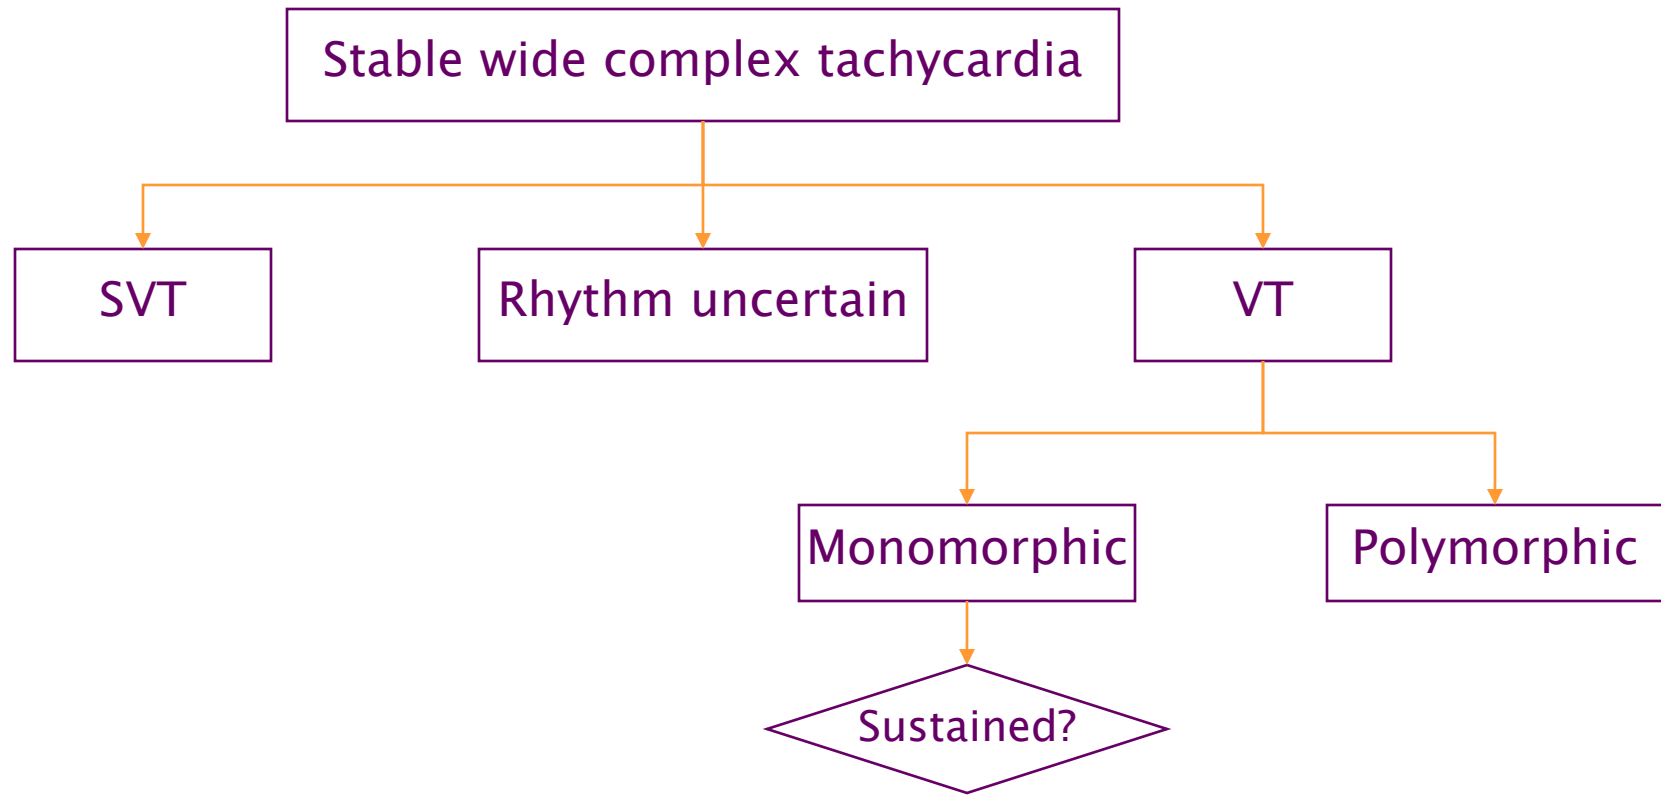 Stable wide complex tachycardia
SVT
Rhythm uncertain
VT
Monomorphic
Polymorphic
Sustained?